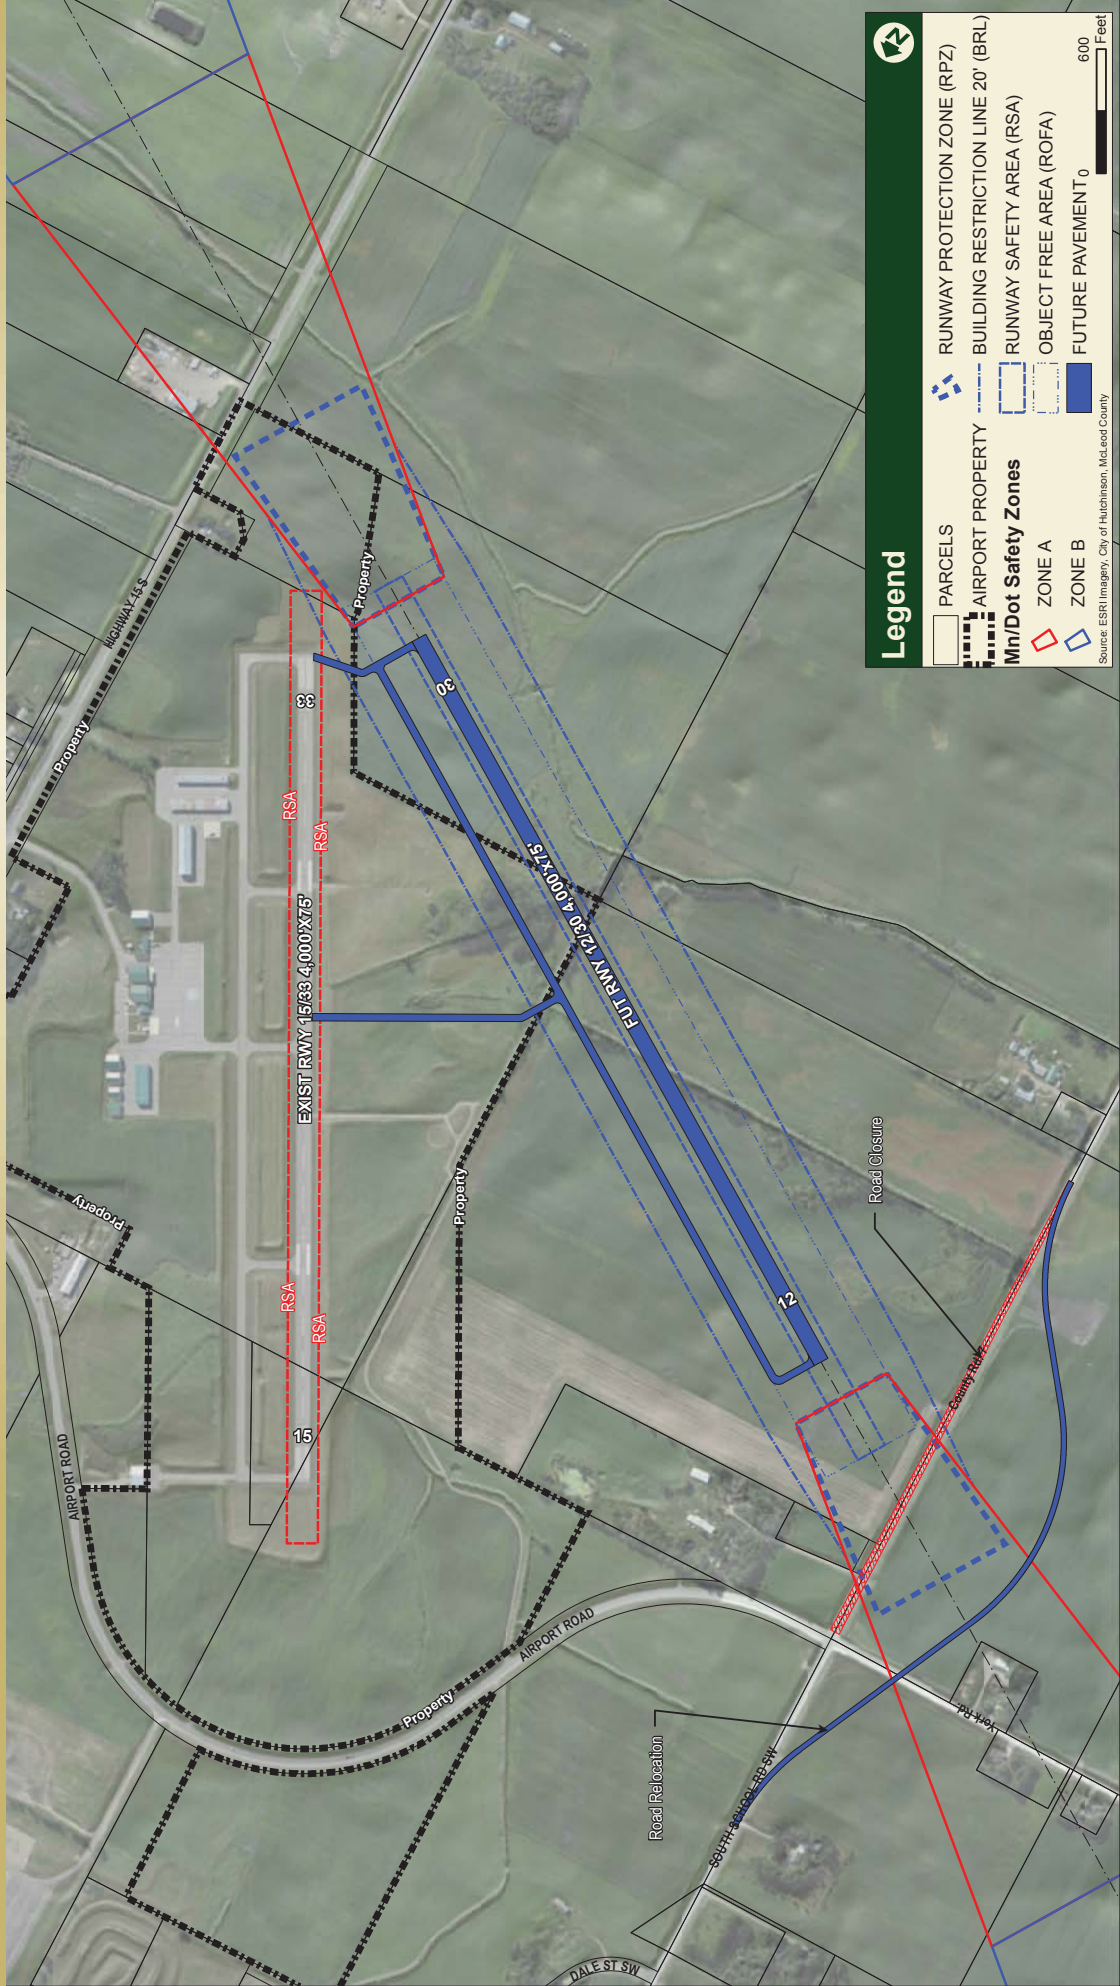 HIGHWAY 15 S
Property
Property
33
RSA
RSA
EXIST RWY 15/33 4,000'X75'
RSA
RSA
15
30
FUT RWY 12/30 4,000'x75'
12
Property
Property
AIRPORT ROAD
Property
AIRPORT ROAD
Road Closure
County Rd 7
Road Relocation
SOUTH SCHOOL RD SW
York Rd.
DALE ST SW
Legend
PARCELS
AIRPORT PROPERTY
Mn/Dot Safety Zones
ZONE A
ZONE B
RUNWAY PROTECTION ZONE (RPZ)
BUILDING RESTRICTION LINE 20' (BRL)
RUNWAY SAFETY AREA (RSA)
OBJECT FREE AREA (ROFA)
FUTURE PAVEMENT
0 600
Feet
Source: ESRI Imagery, City of Hutchinson, McLeod County
N